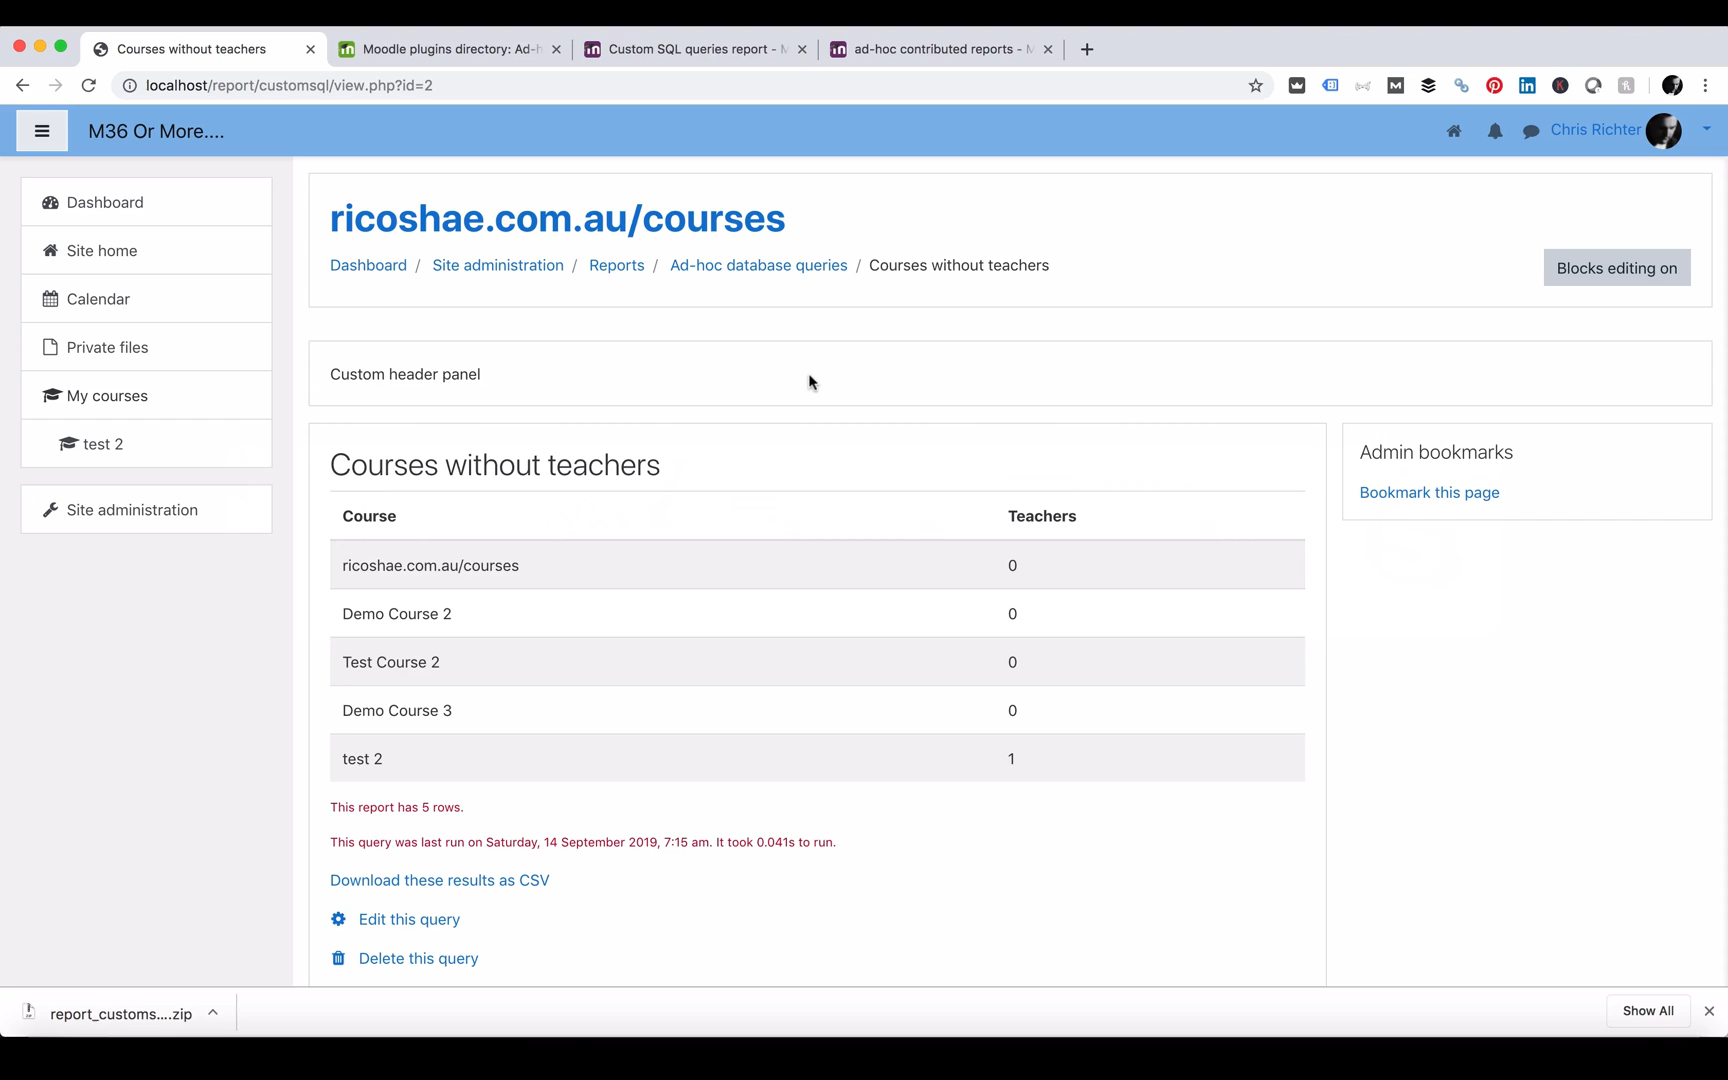 Courses without teachers
Moodle plugins directory: Ad-h
Custom SQL queries report - M
ad-hoc contributed reports - M
localhost/report/customsql/view.php?id=2
M36 Or More....
Chris Richter
Dashboard
Site home
Calendar
Private files
My courses
test 2
Site administration
ricoshae.com.au/courses
Dashboard / Site administration / Reports / Ad-hoc database queries / Courses without teachers
Blocks editing on
Custom header panel
Courses without teachers
Course Teachers
ricoshae.com.au/courses 0
Demo Course 2 0
Test Course 2 0
Demo Course 3 0
test 2 1
This report has 5 rows.
This query was last run on Saturday, 14 September 2019, 7:15 am. It took 0.041s to run.
Download these results as CSV
Edit this query
Delete this query
Admin bookmarks
Bookmark this page
report_customs....zip
Show All